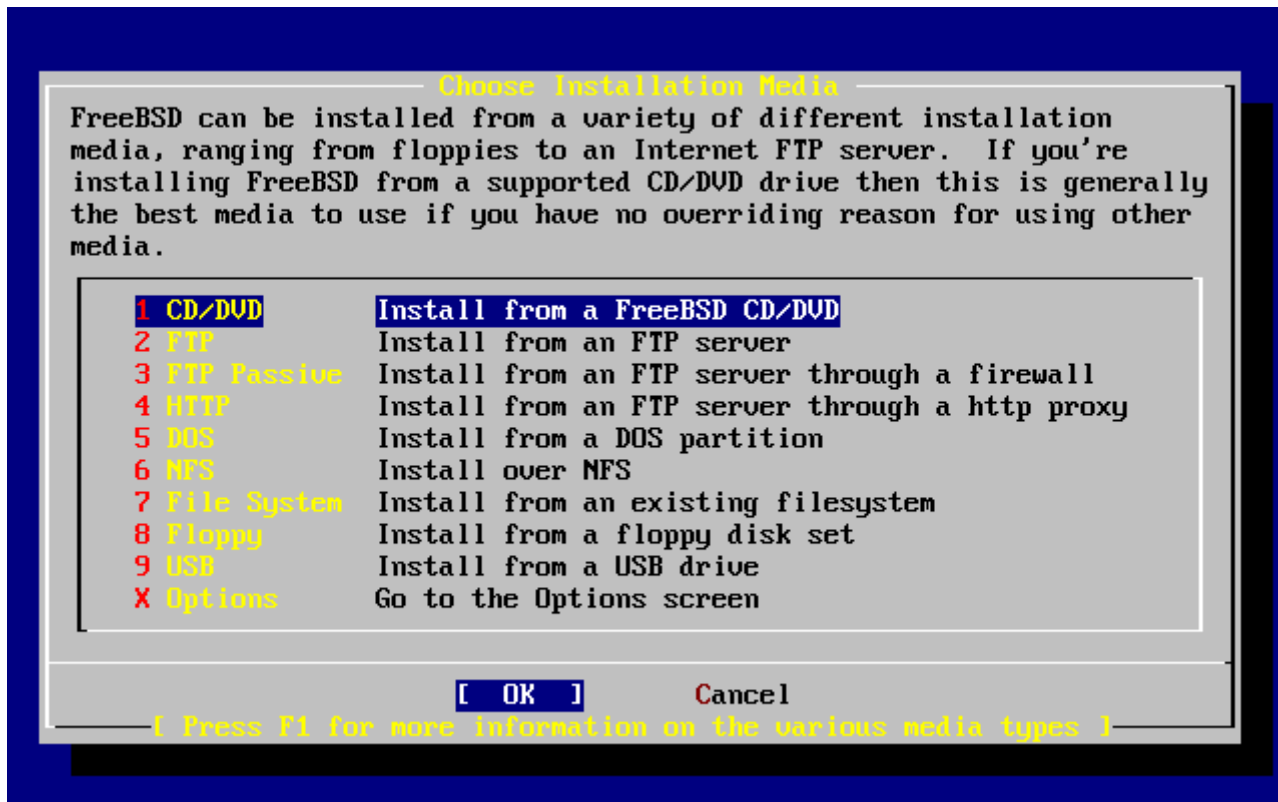 Choose Installation Media
FreeBSD can be installed from a variety of different installation
media, ranging from floppies to an Internet FTP server.  If you're
installing FreeBSD from a supported CD/DVD drive then this is generally
the best media to use if you have no overriding reason for using other
media.
1 CD/DVD Install from a FreeBSD CD/DVD
2 FTP Install from an FTP server
3 FTP Passive Install from an FTP server through a firewall
4 HTTP Install from an FTP server through a http proxy
5 DOS Install from a DOS partition
6 NFS Install over NFS
7 File System Install from an existing filesystem
8 Floppy Install from a floppy disk set
9 USB Install from a USB drive
X Options Go to the Options screen
[ OK ] Cancel
[ Press F1 for more information on the various media types ]